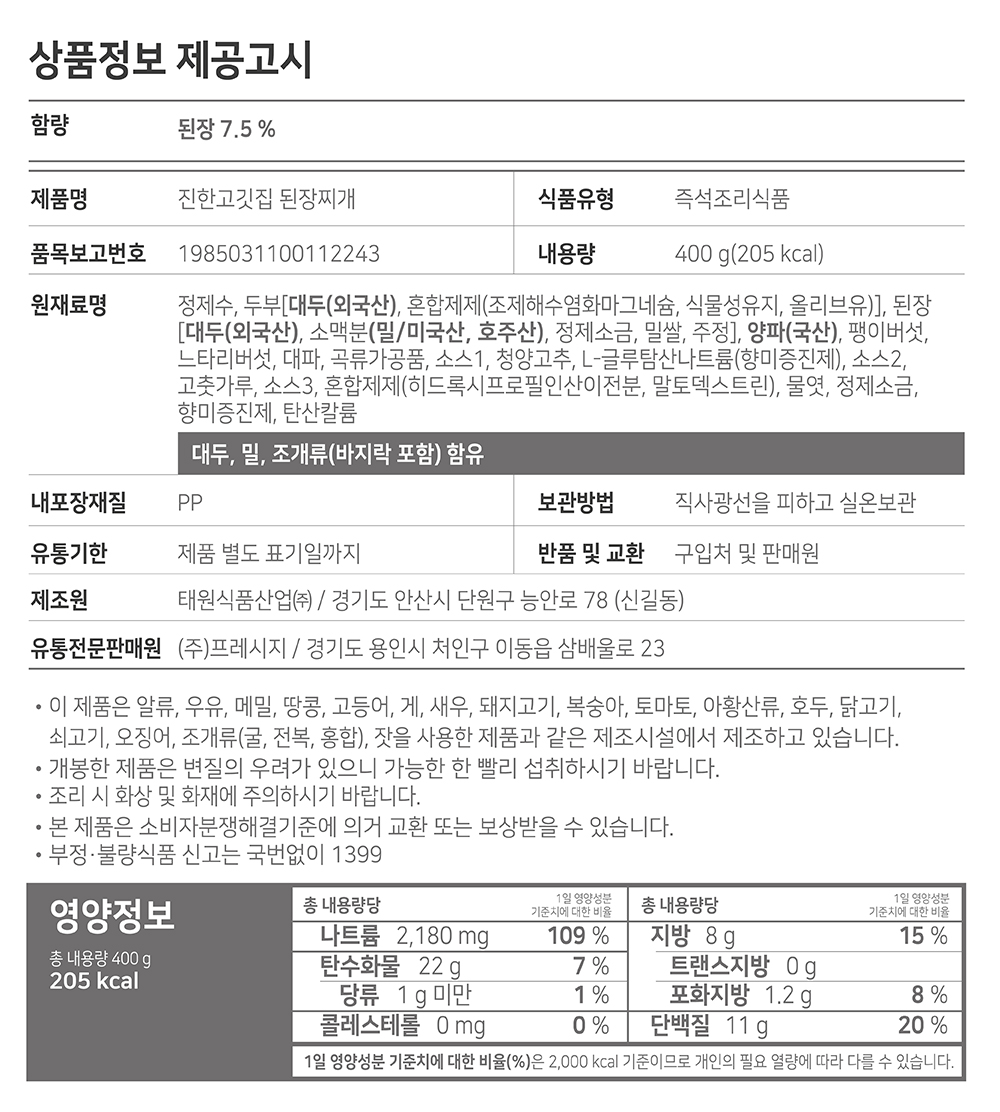 상품정보 제공고시
함량 된장 7.5 %
제품명 진한고깃집 된장찌개 식품유형 즉석조리식품
품목보고번호 1985031100112243 내용량 400 g(205 kcal)
원재료명 정제수, 두부[대두(외국산), 혼합제제(조제해수염화마그네슘, 식물성유지, 올리브유)], 된장
[대두(외국산), 소맥분(밀/미국산, 호주산), 정제소금, 밀쌀, 주정], 양파(국산), 팽이버섯,
느타리버섯, 대파, 곡류가공품, 소스1, 청양고추, L-글루탐산나트륨(향미증진제), 소스2,
고춧가루, 소스3, 혼합제제(히드록시프로필인산이전분, 말토덱스트린), 물엿, 정제소금,
향미증진제, 탄산칼륨
대두, 밀, 조개류(바지락 포함) 함유
내포장재질 PP 보관방법 직사광선을 피하고 실온보관
유통기한 제품 별도 표기일까지 반품 및 교환 구입처 및 판매원
제조원 태원식품산업㈜ / 경기도 안산시 단원구 능안로 78 (신길동)
유통전문판매원 (주)프레시지 / 경기도 용인시 처인구 이동읍 삼배울로 23
• 이 제품은 알류, 우유, 메밀, 땅콩, 고등어, 게, 새우, 돼지고기, 복숭아, 토마토, 아황산류, 호두, 닭고기,
쇠고기, 오징어, 조개류(굴, 전복, 홍합), 잣을 사용한 제품과 같은 제조시설에서 제조하고 있습니다.
• 개봉한 제품은 변질의 우려가 있으니 가능한 한 빨리 섭취하시기 바랍니다.
• 조리 시 화상 및 화재에 주의하시기 바랍니다.
• 본 제품은 소비자분쟁해결기준에 의거 교환 또는 보상받을 수 있습니다.
• 부정·불량식품 신고는 국번없이 1399
영양정보
총 내용량 400 g
205 kcal
총 내용량당 1일 영양성분 기준치에 대한 비율
나트륨 2,180 mg 109 %
탄수화물 22 g 7 %
당류 1 g 미만 1 %
콜레스테롤 0 mg 0 %
총 내용량당 1일 영양성분 기준치에 대한 비율
지방 8 g 15 %
트랜스지방 0 g
포화지방 1.2 g 8 %
단백질 11 g 20 %
1일 영양성분 기준치에 대한 비율(%)은 2,000 kcal 기준이므로 개인의 필요 열량에 따라 다를 수 있습니다.